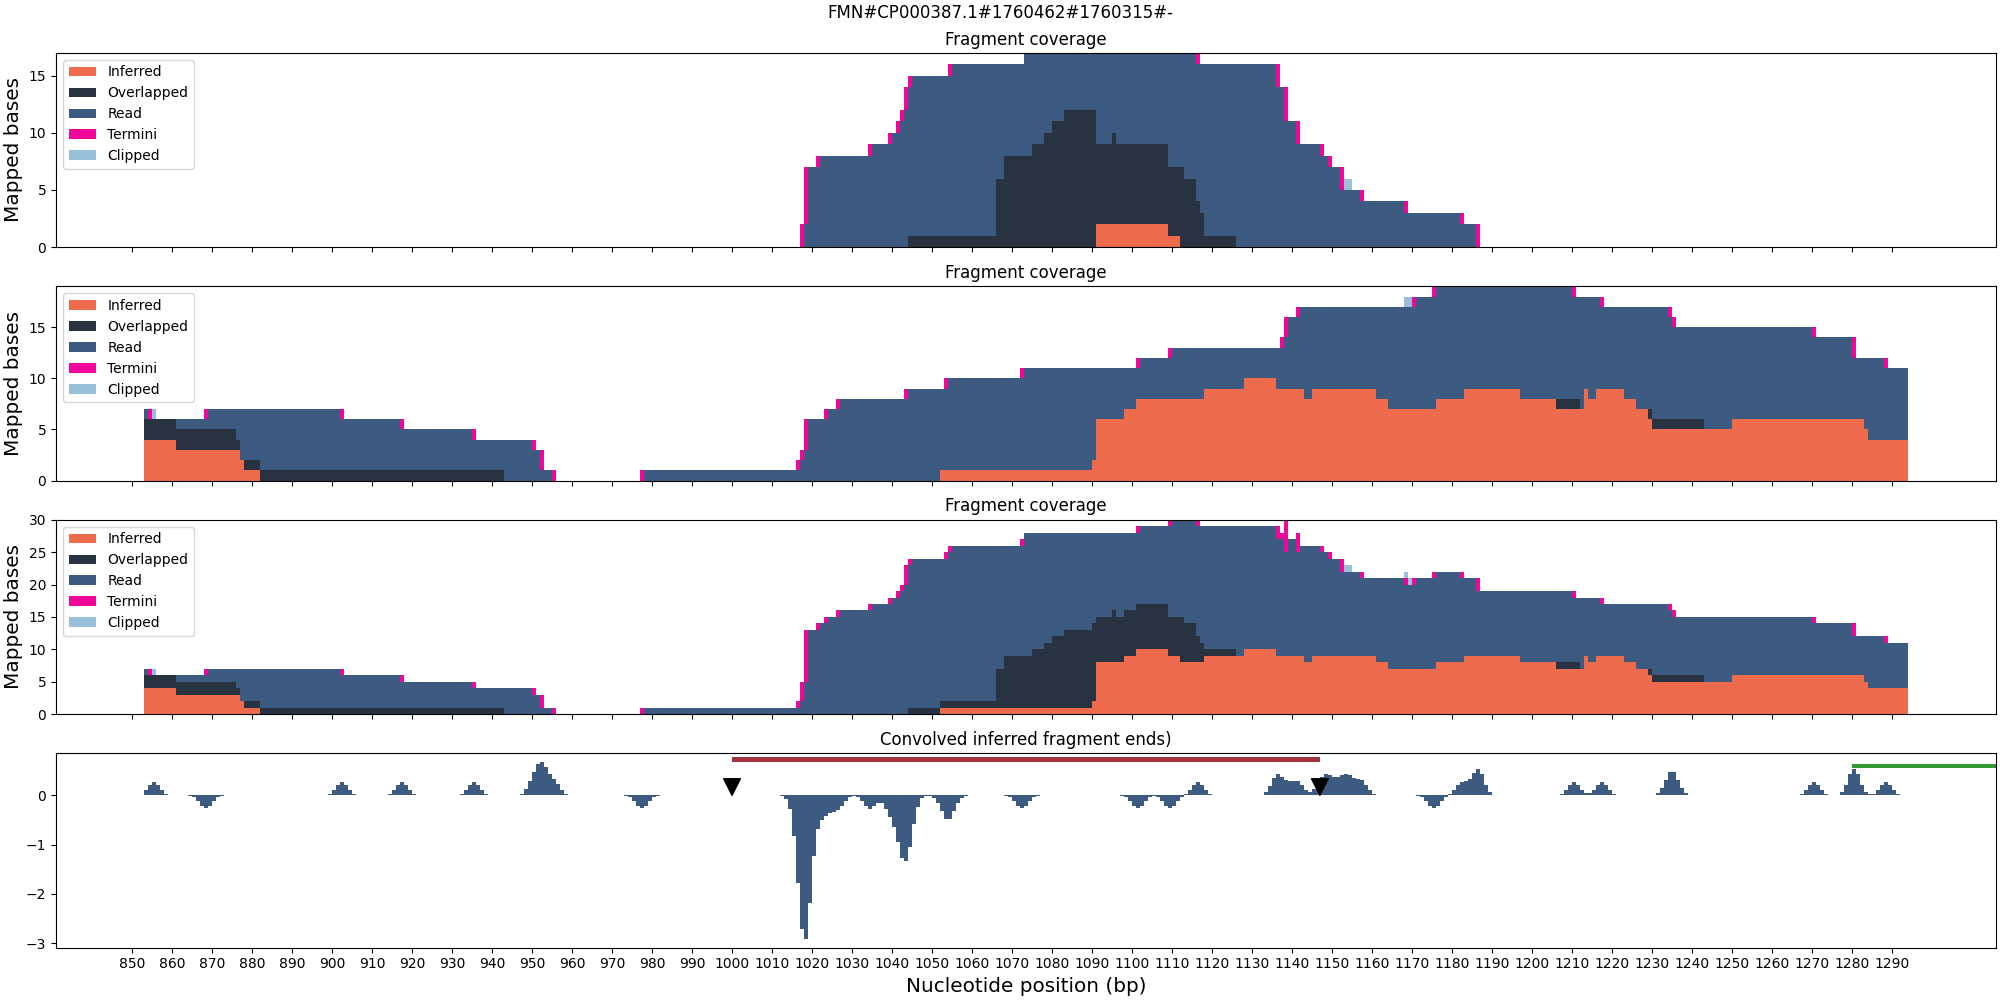 FMN#CP000387.1#1760462#1760315#-
Fragment coverage
Mapped bases
15
10
5
0
Inferred
Overlapped
Read
Termini
Clipped
Fragment coverage
Mapped bases
15
10
5
0
Inferred
Overlapped
Read
Termini
Clipped
Fragment coverage
Mapped bases
30
25
20
15
10
5
0
Inferred
Overlapped
Read
Termini
Clipped
Convolved inferred fragment ends)
0
−1
−2
−3
850 860 870 880 890 900 910 920 930 940 950 960 970 980 990 1000 1010 1020 1030 1040 1050 1060 1070 1080 1090 1100 1110 1120 1130 1140 1150 1160 1170 1180 1190 1200 1210 1220 1230 1240 1250 1260 1270 1280 1290
Nucleotide position (bp)